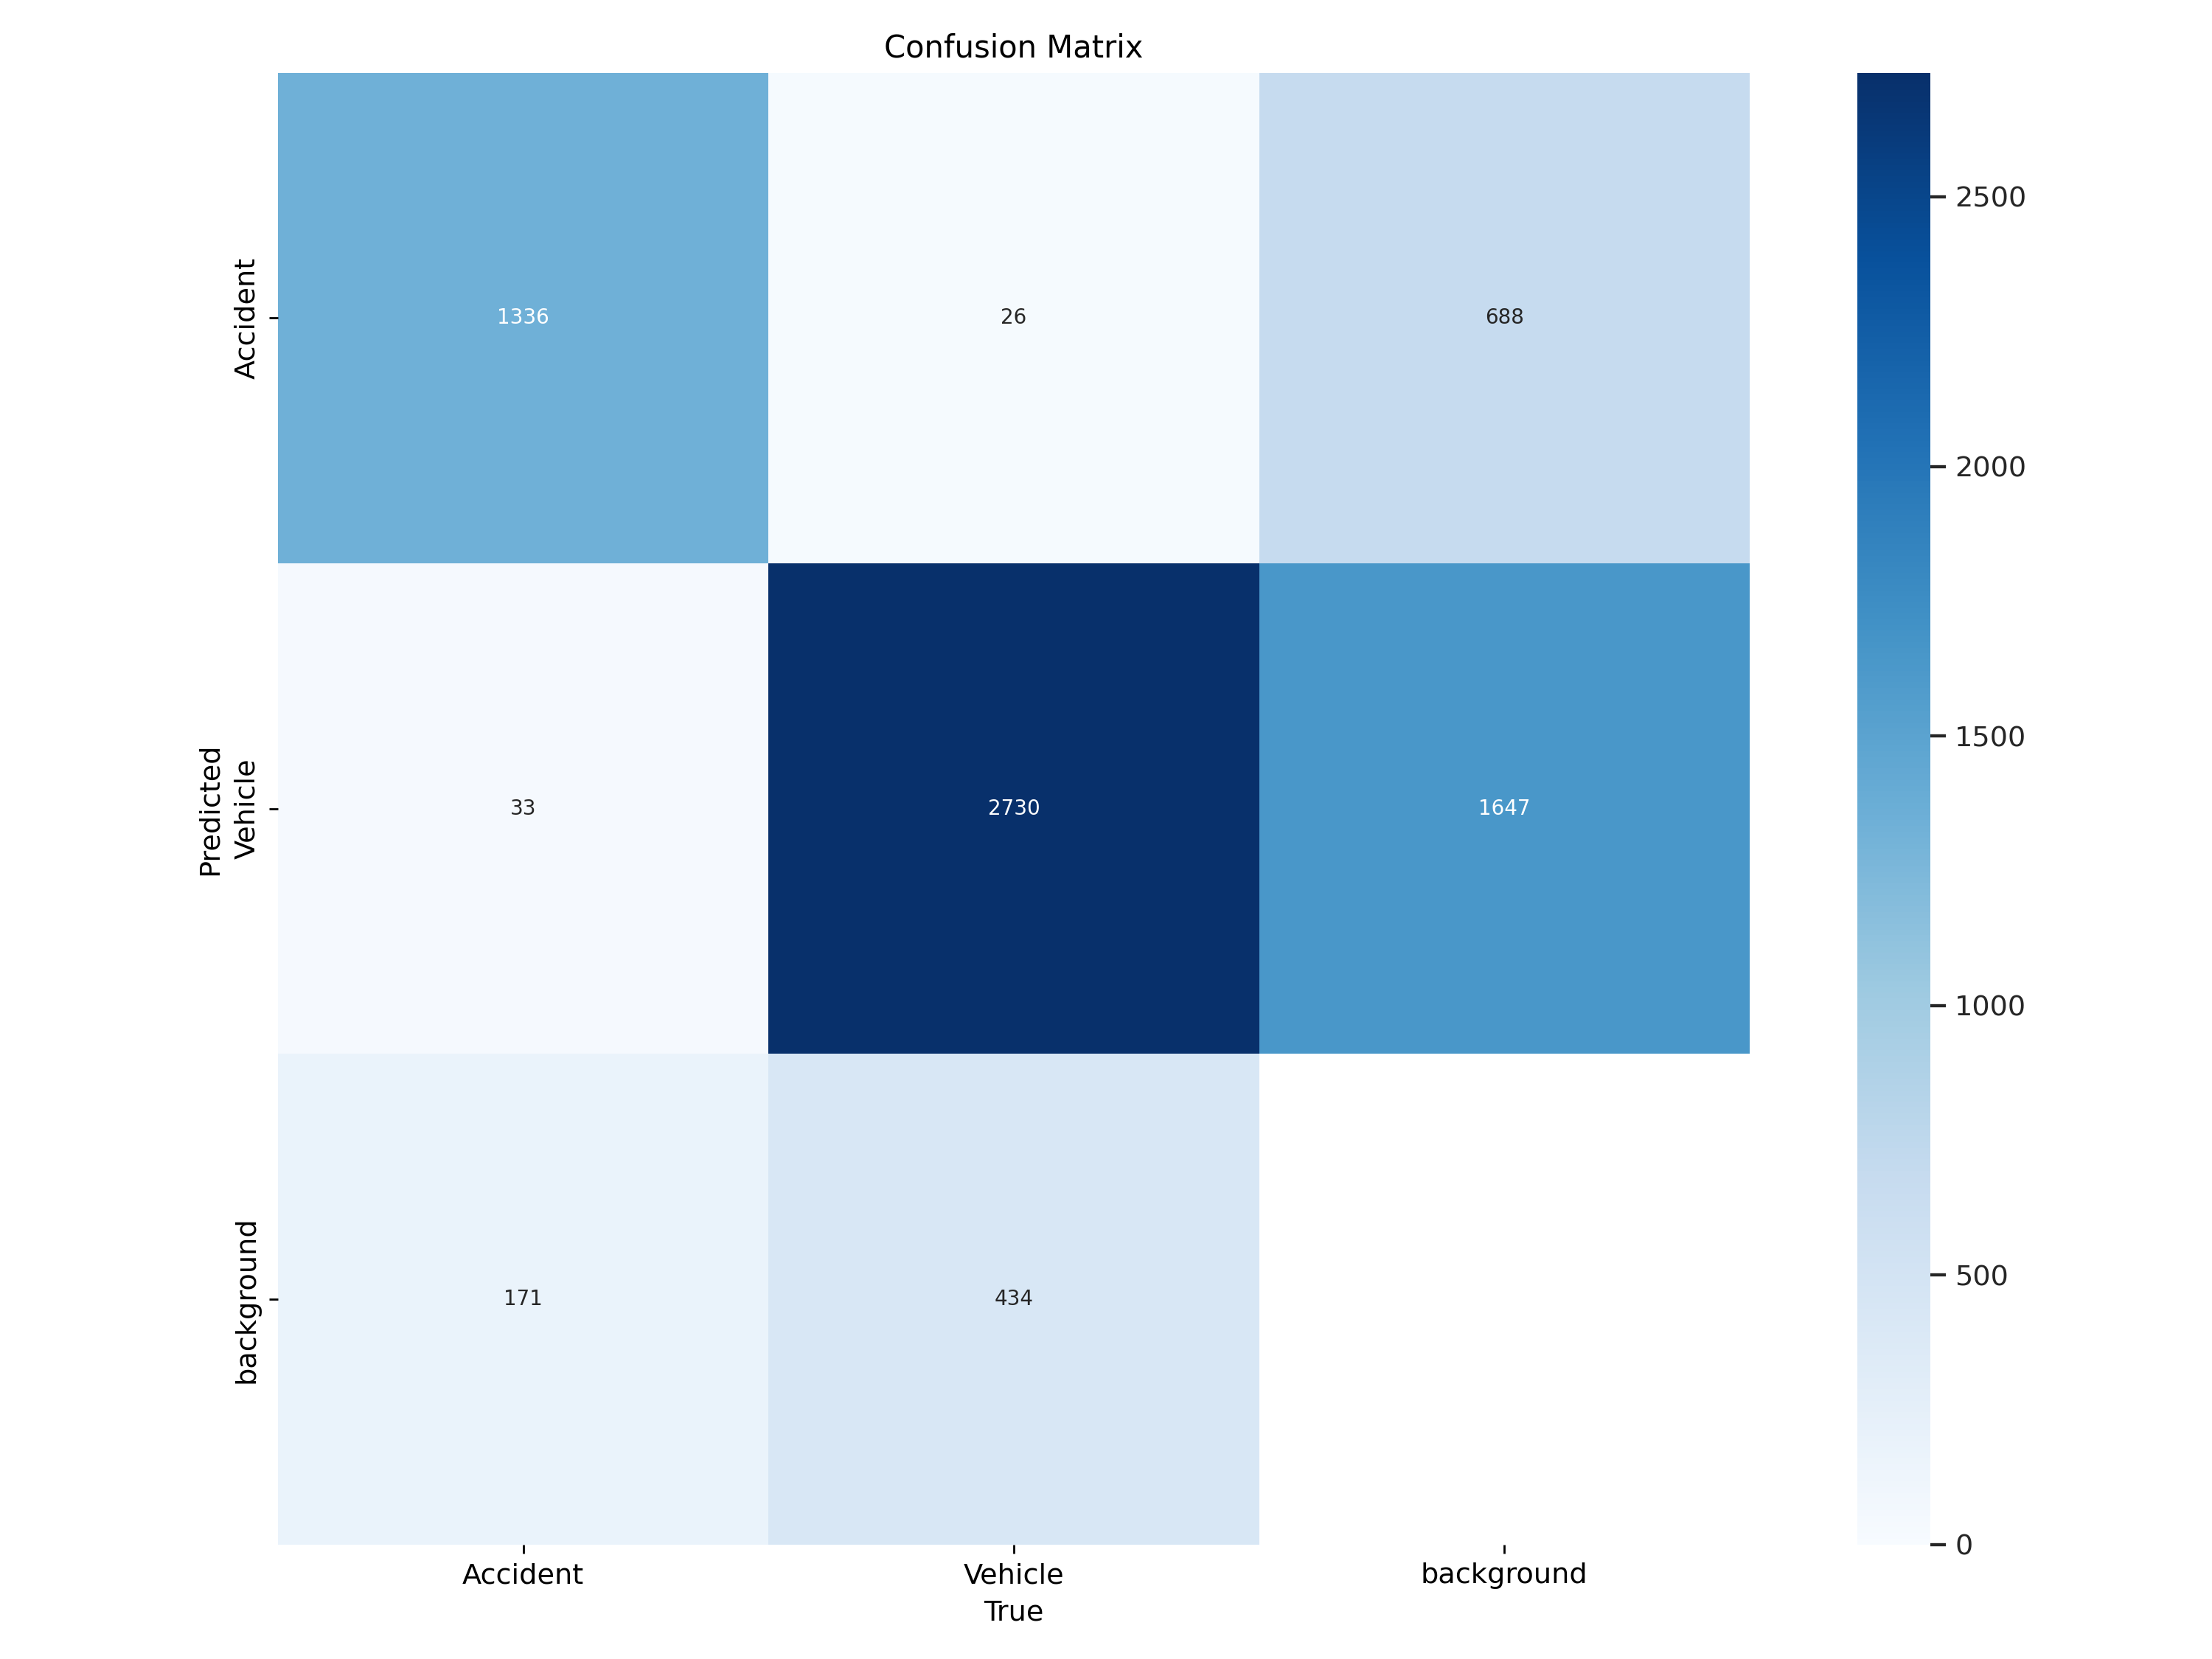 Confusion Matrix
Accident
1336
26
688
Predicted
Vehicle
33
2730
1647
background
171
434
Accident
Vehicle
background
True
2500
2000
1500
1000
500
0